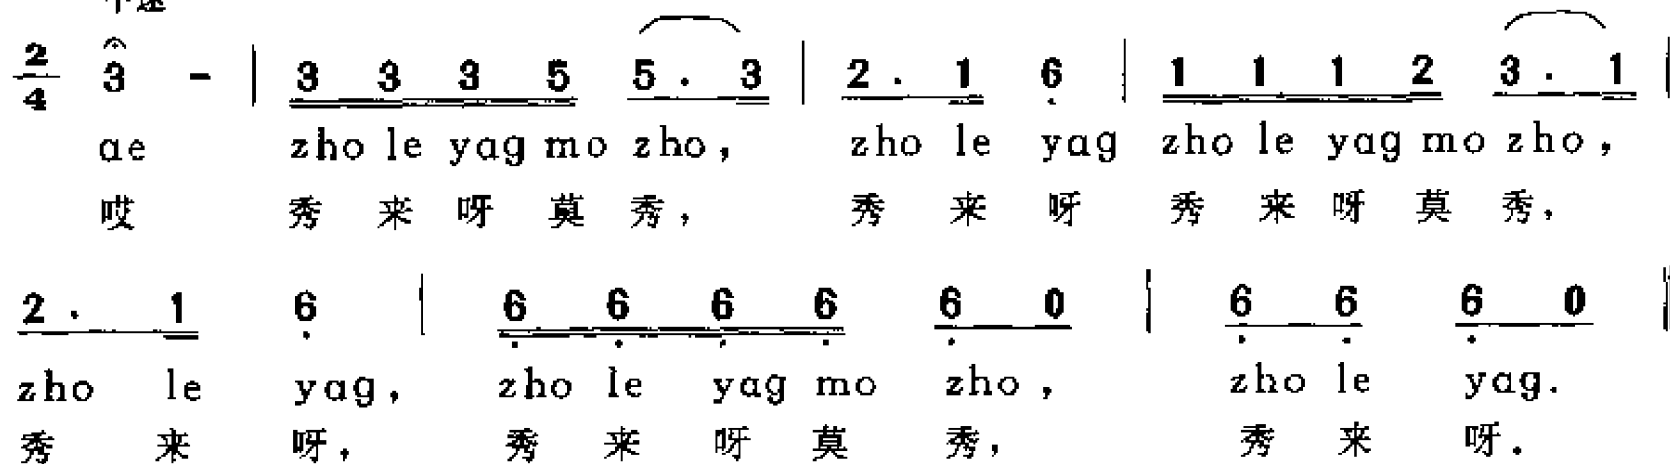 2/4 3 - | 3 3 3 5 5 . 3 | 2 . 1 6 | 1 1 1 2 3 . 1 |
ae zho le yag mo zho, zho le yag zho le yag mo zho,
哎 秀 来 呀 莫 秀, 秀 来 呀 秀 来 呀 莫 秀,
2 . 1 6 | 6 6 6 6 6 0 | 6 6 6 0 ‖
zho le yag, zho le yag mo zho, zho le yag.
秀 来 呀, 秀 来 呀 莫 秀, 秀 来 呀.